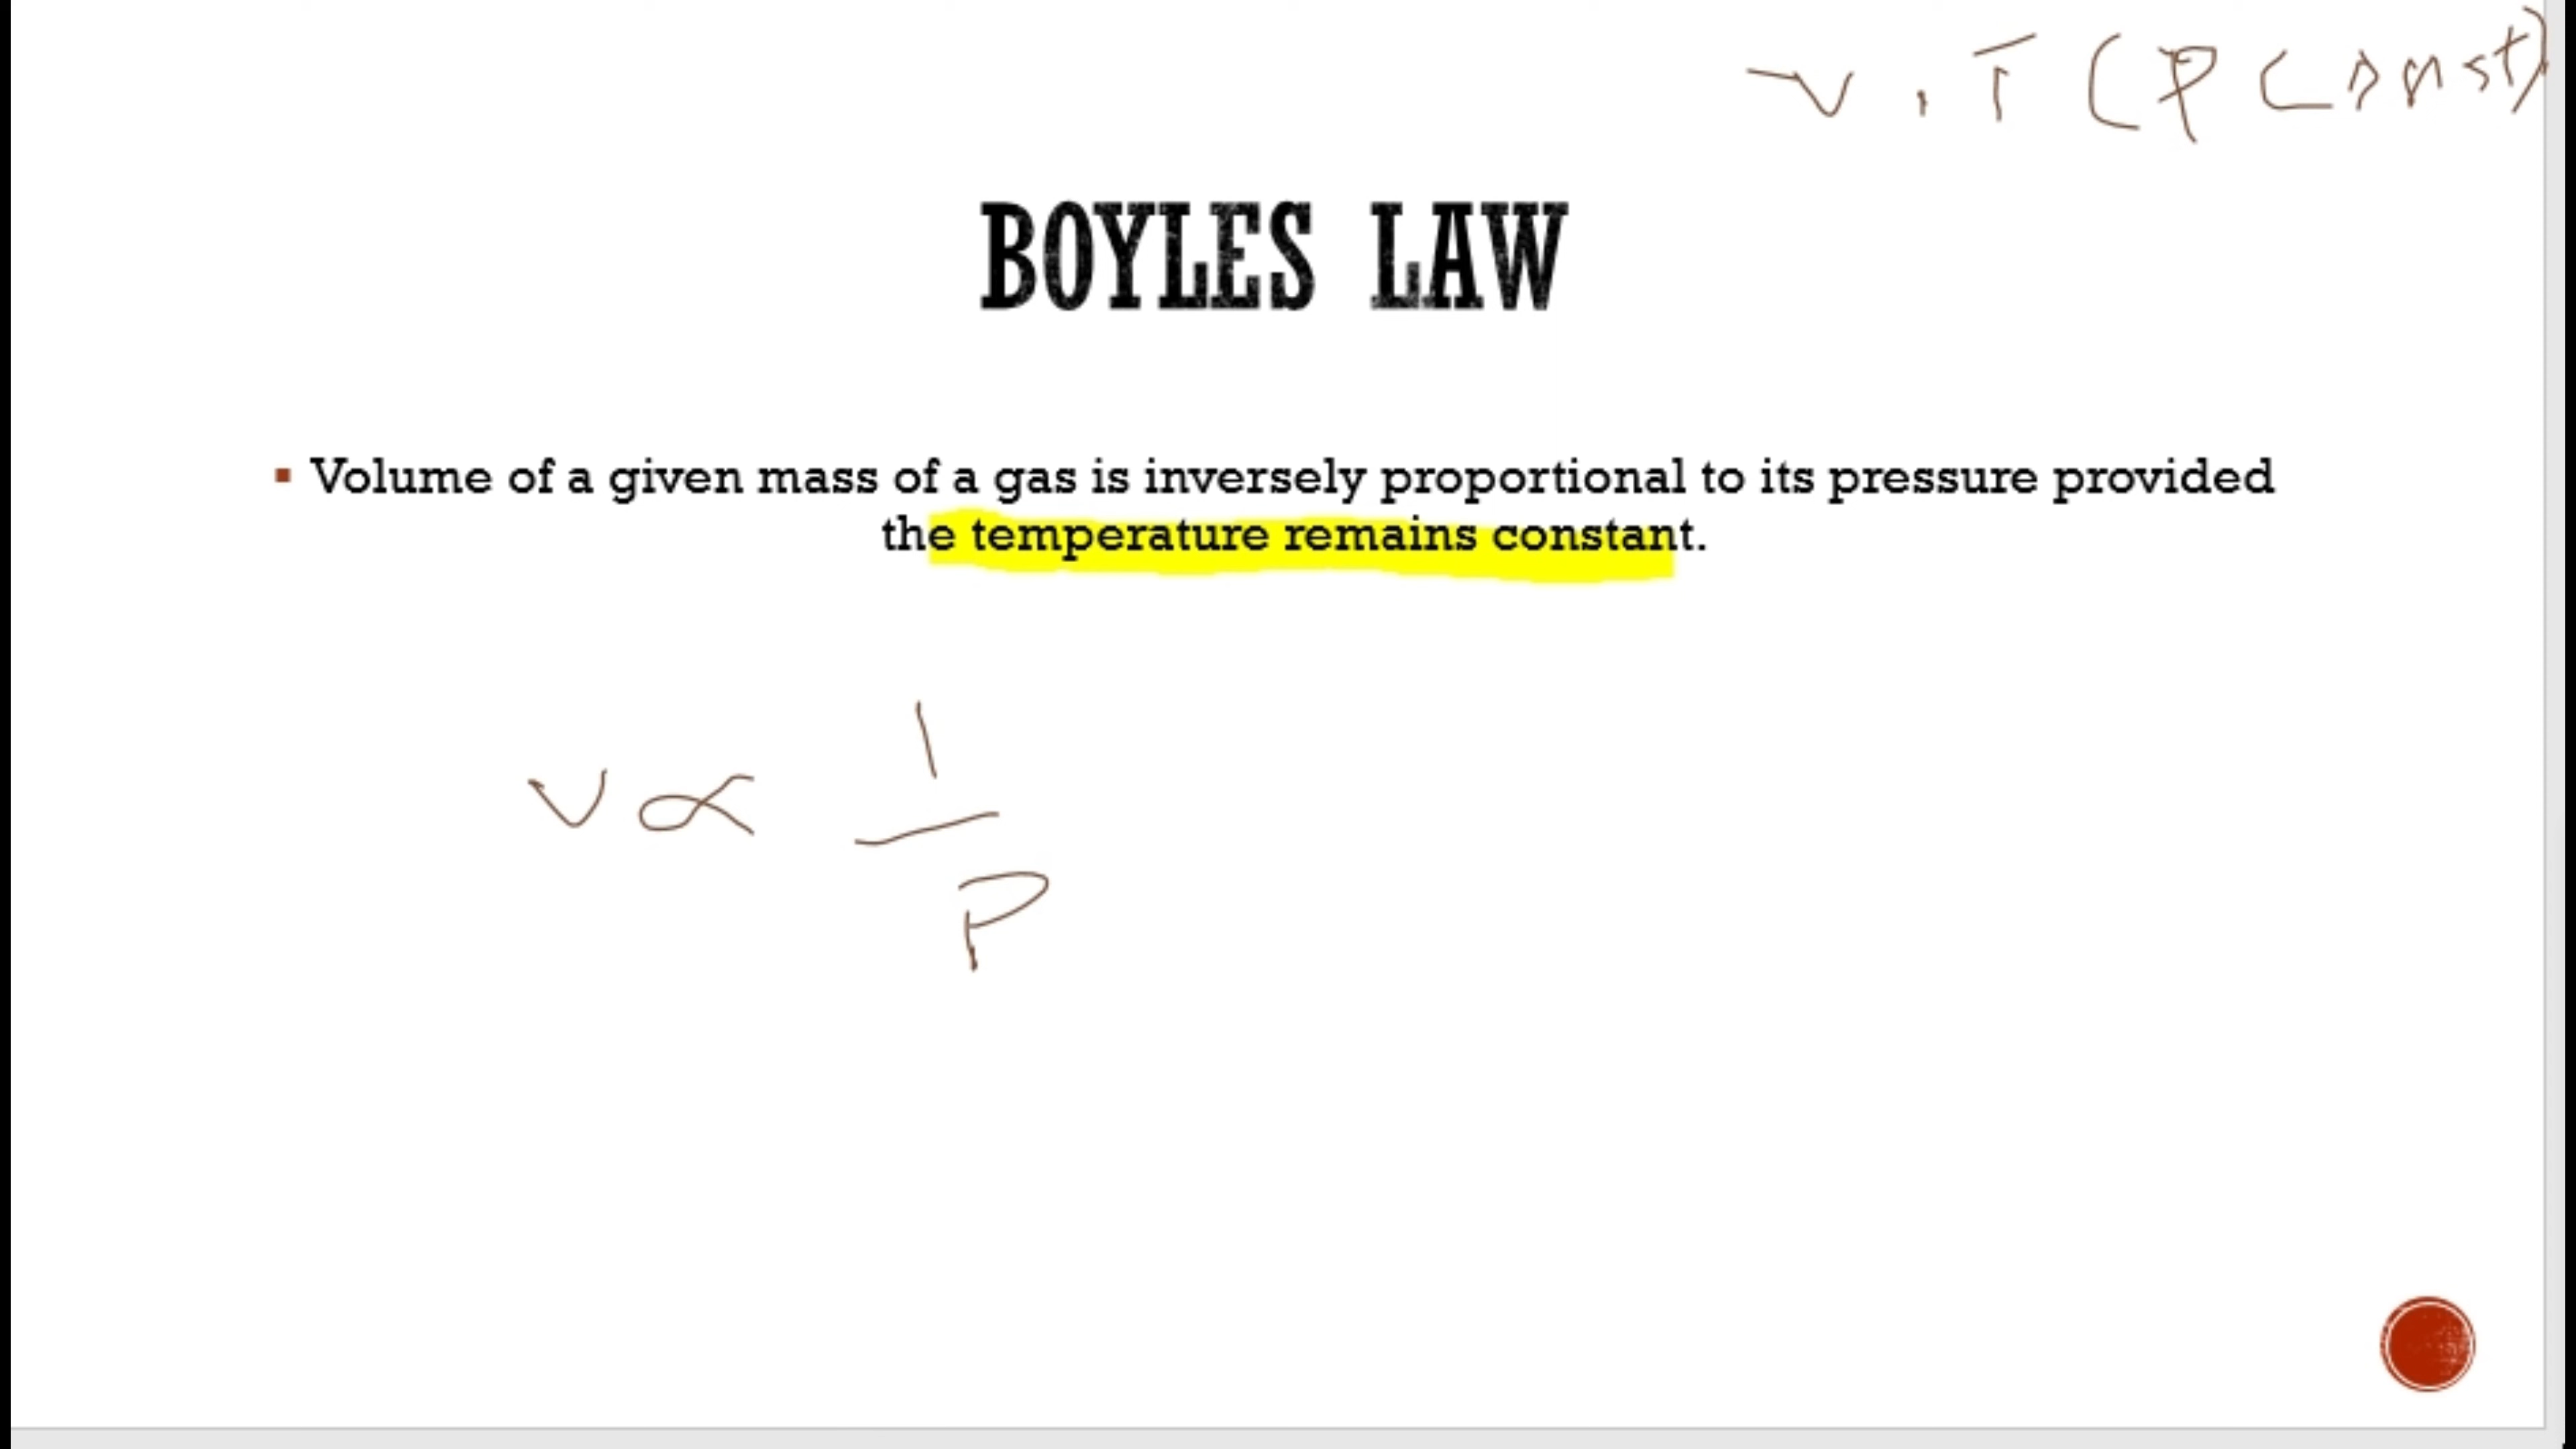 V , T (P Const)
BOYLES LAW
Volume of a given mass of a gas is inversely proportional to its pressure provided
the temperature remains constant.
V ∝ 1
P